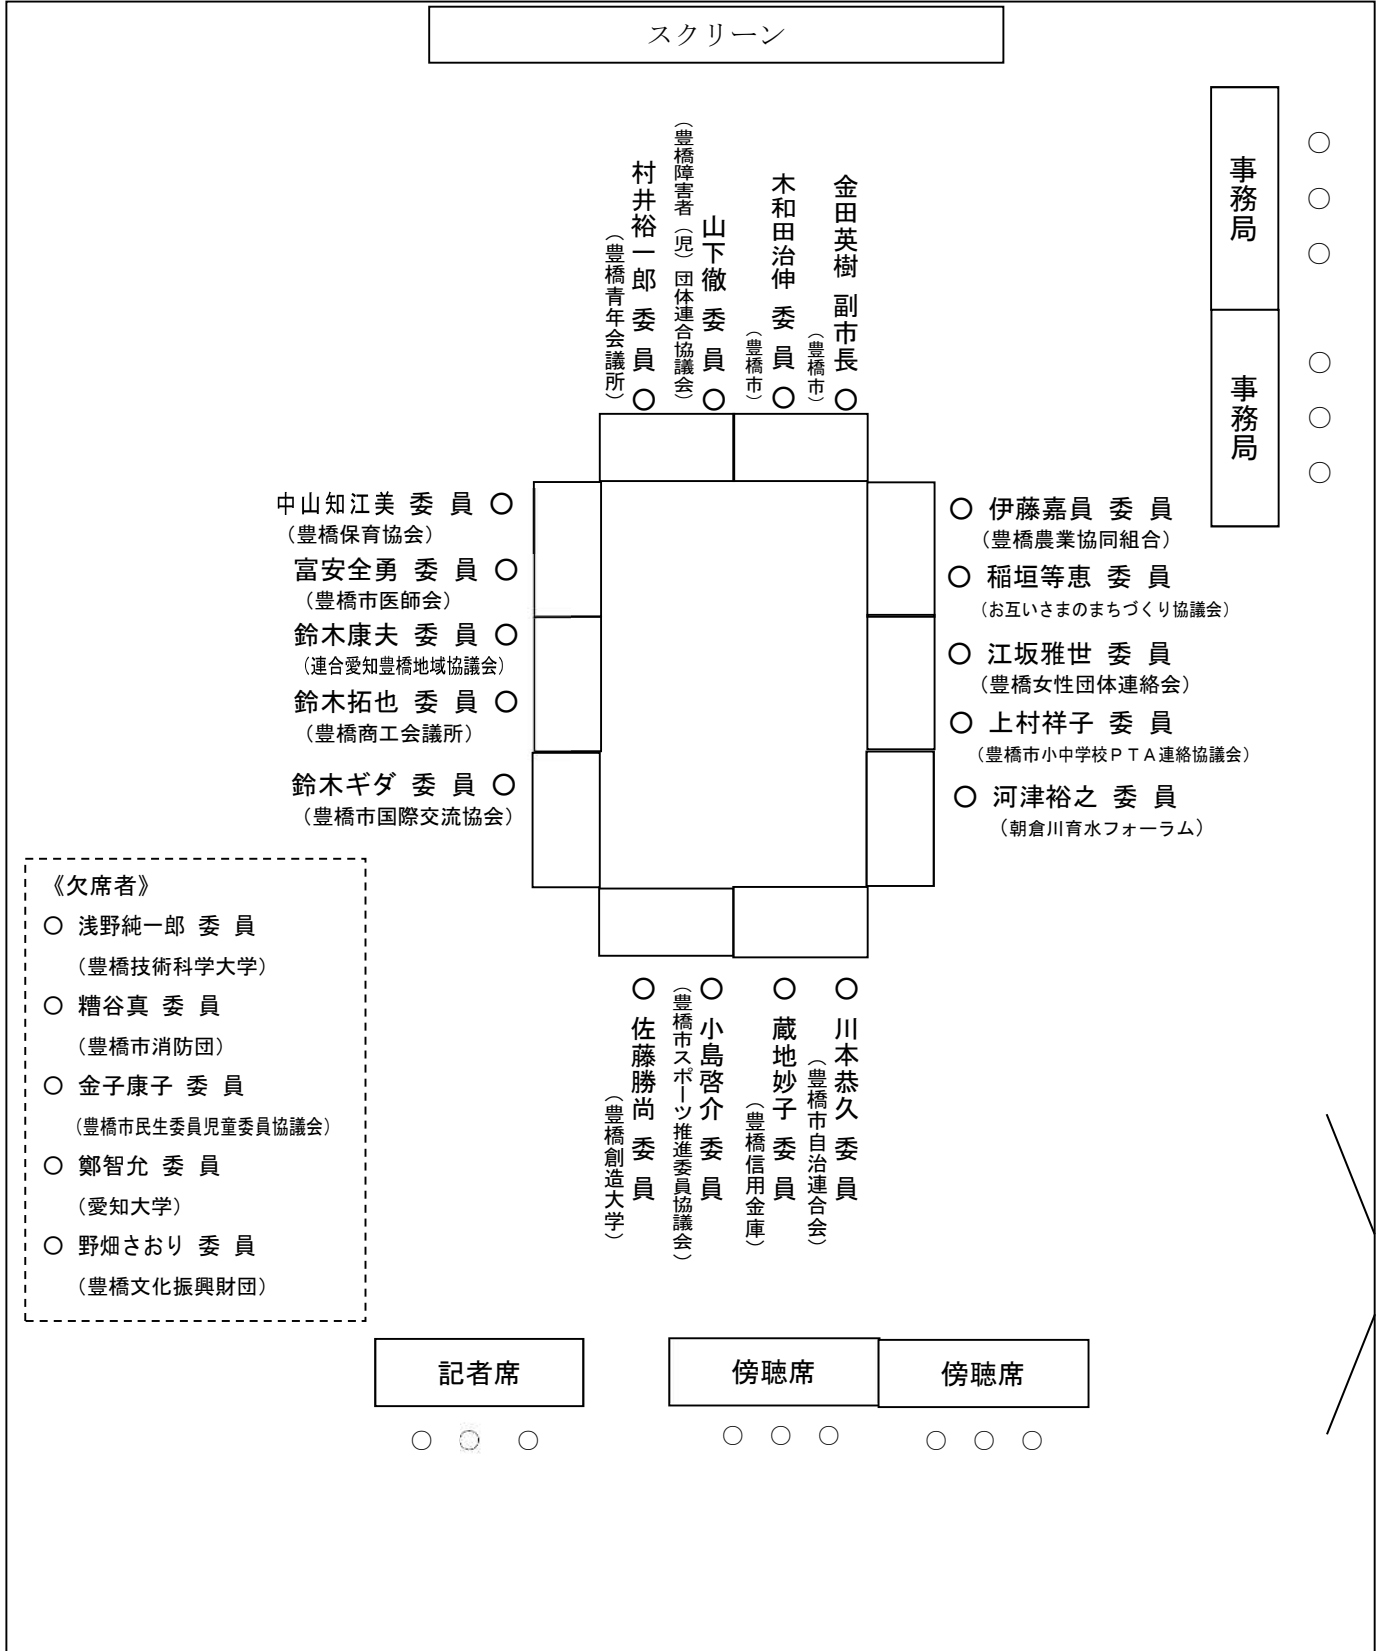 スクリーン
金田英樹 副市長
（豊橋市）
木和田治伸 委 員
（豊橋市）
山下徹 委 員
（豊橋障害者（児）団体連合協議会）
村井裕一郎 委 員
（豊橋青年会議所）
事務局
事務局
中山知江美 委 員
（豊橋保育協会）
富安全勇 委 員
（豊橋市医師会）
鈴木康夫 委 員
（連合愛知豊橋地域協議会）
鈴木拓也 委 員
（豊橋商工会議所）
鈴木ギダ 委 員
（豊橋市国際交流協会）
伊藤嘉員 委 員
（豊橋農業協同組合）
稲垣等恵 委 員
（お互いさまのまちづくり協議会）
江坂雅世 委 員
（豊橋女性団体連絡会）
上村祥子 委 員
（豊橋市小中学校ＰＴＡ連絡協議会）
河津裕之 委 員
（朝倉川育水フォーラム）
《欠席者》
○ 浅野純一郎 委 員
（豊橋技術科学大学）
○ 糟谷真 委 員
（豊橋市消防団）
○ 金子康子 委 員
（豊橋市民生委員児童委員協議会）
○ 鄭智允 委 員
（愛知大学）
○ 野畑さおり 委 員
（豊橋文化振興財団）
川本恭久 委 員
（豊橋市自治連合会）
蔵地妙子 委 員
（豊橋信用金庫）
小島啓介 委 員
（豊橋市スポーツ推進委員協議会）
佐藤勝尚 委 員
（豊橋創造大学）
記者席
傍聴席
傍聴席